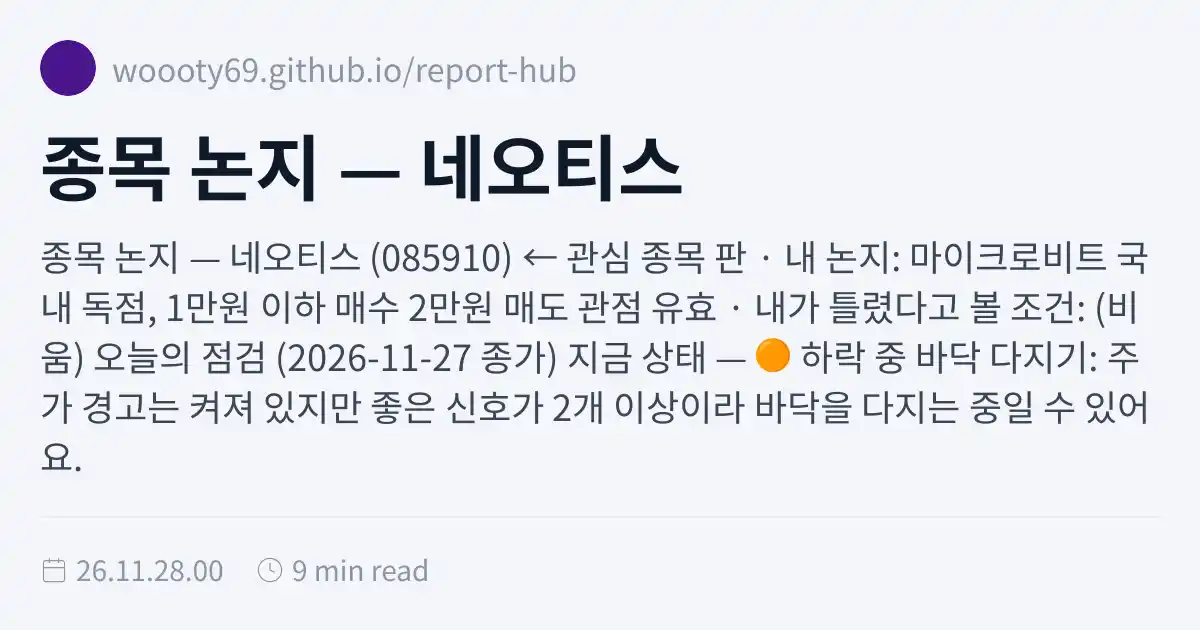 woooty69.github.io/report-hub
종목 논지 — 네오티스
종목 논지 — 네오티스 (085910) ← 관심 종목 판 · 내 논지: 마이크로비트 국
내 독점, 1만원 이하 매수 2만원 매도 관점 유효 · 내가 틀렸다고 볼 조건: (비
움) 오늘의 점검 (2026-11-27 종가) 지금 상태 — 🟠 하락 중 바닥 다지기: 주
가 경고는 켜져 있지만 좋은 신호가 2개 이상이라 바닥을 다지는 중일 수 있어
요.
26.11.28.00 9 min read